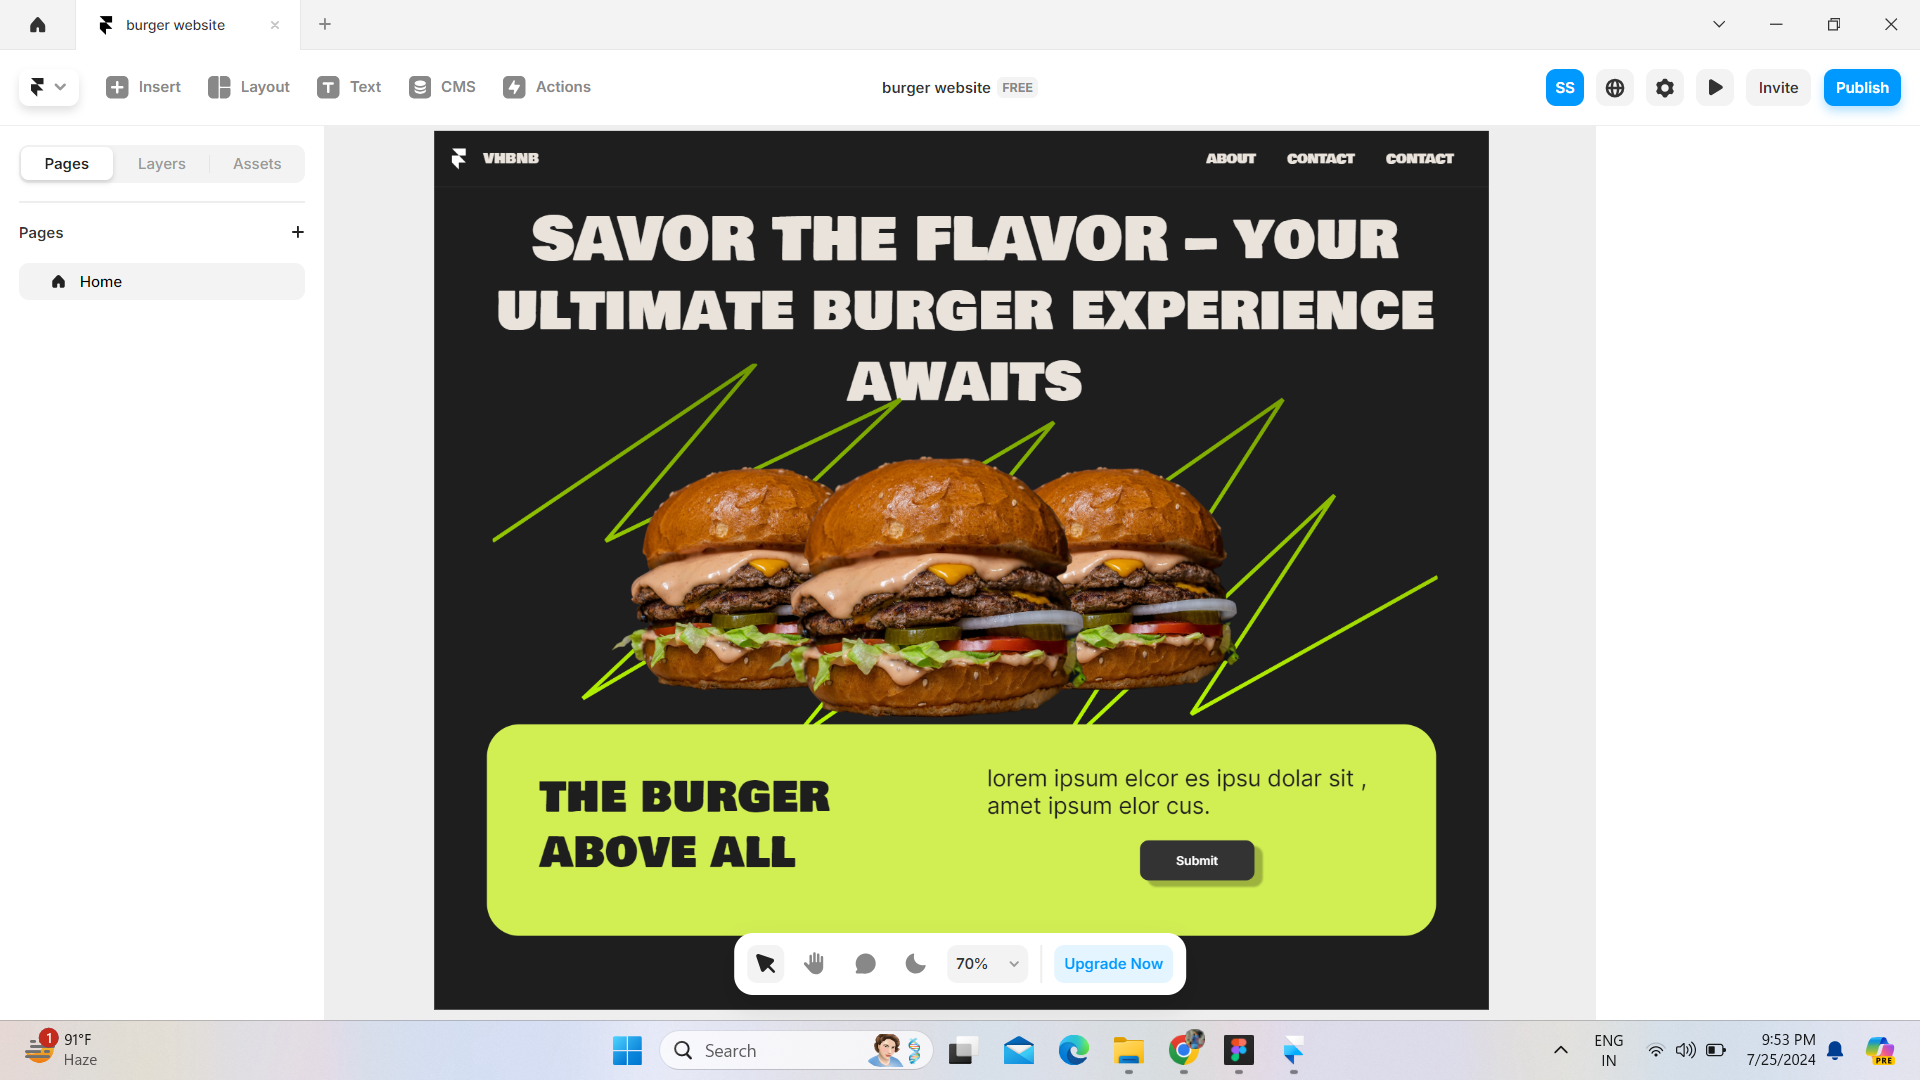 burger website
Insert
Layout
Text
CMS
Actions
burger website FREE
SS
Invite
Publish
Pages
Layers
Assets
Pages
Home
VHBNB
ABOUT
CONTACT
CONTACT
SAVOR THE FLAVOR – YOUR
ULTIMATE BURGER EXPERIENCE
AWAITS
THE BURGER
ABOVE ALL
lorem ipsum elcor es ipsu dolar sit ,
amet ipsum elor cus.
Submit
70%
Upgrade Now
1
91°F
Haze
Search
ENG
IN
9:53 PM
7/25/2024
PRE